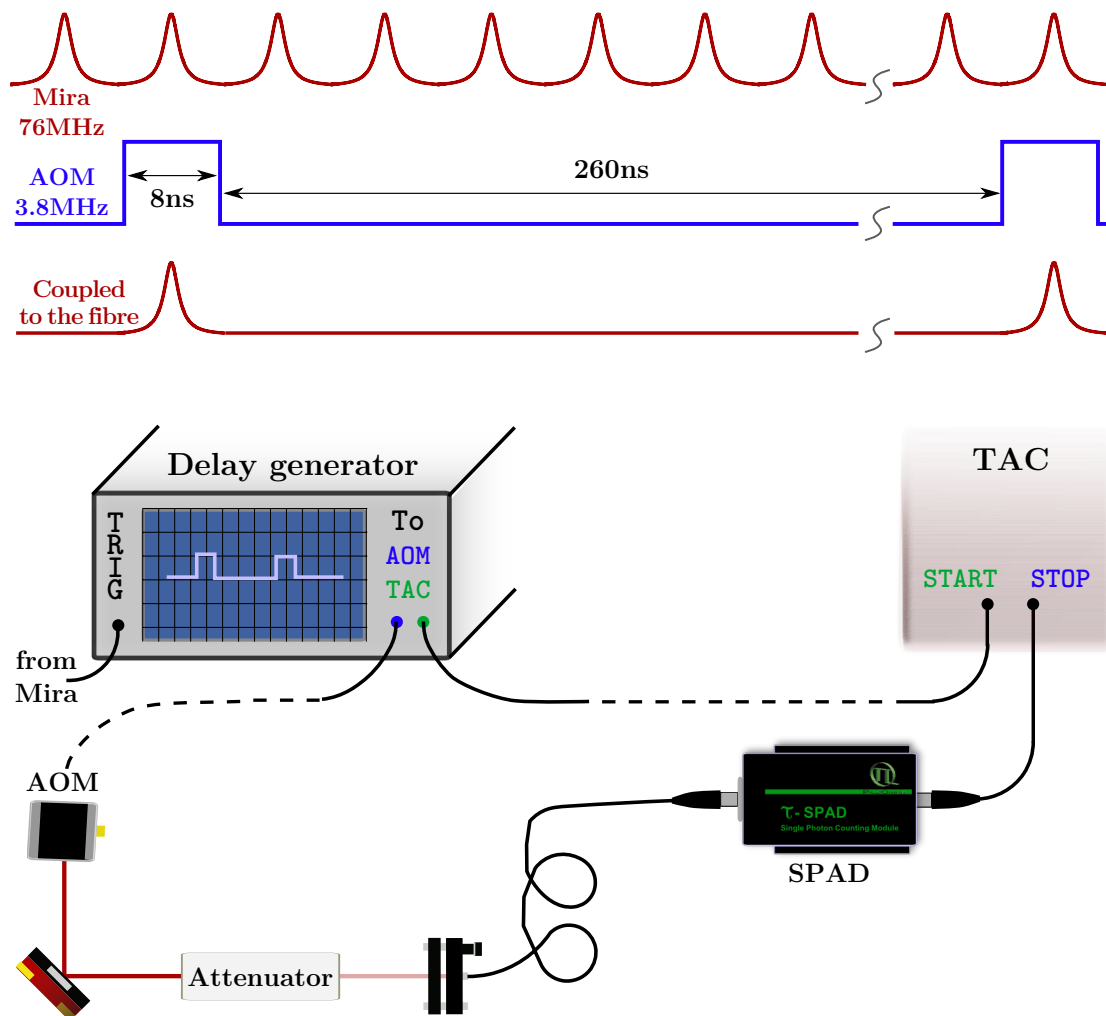 Mira
76MHz
AOM
3.8MHz
8ns
260ns
Coupled
to the fibre
Delay generator
TRIG
To
AOM
TAC
from
Mira
TAC
START STOP
AOM
Attenuator
τ- SPAD
Single Photon Counting Module
SPAD